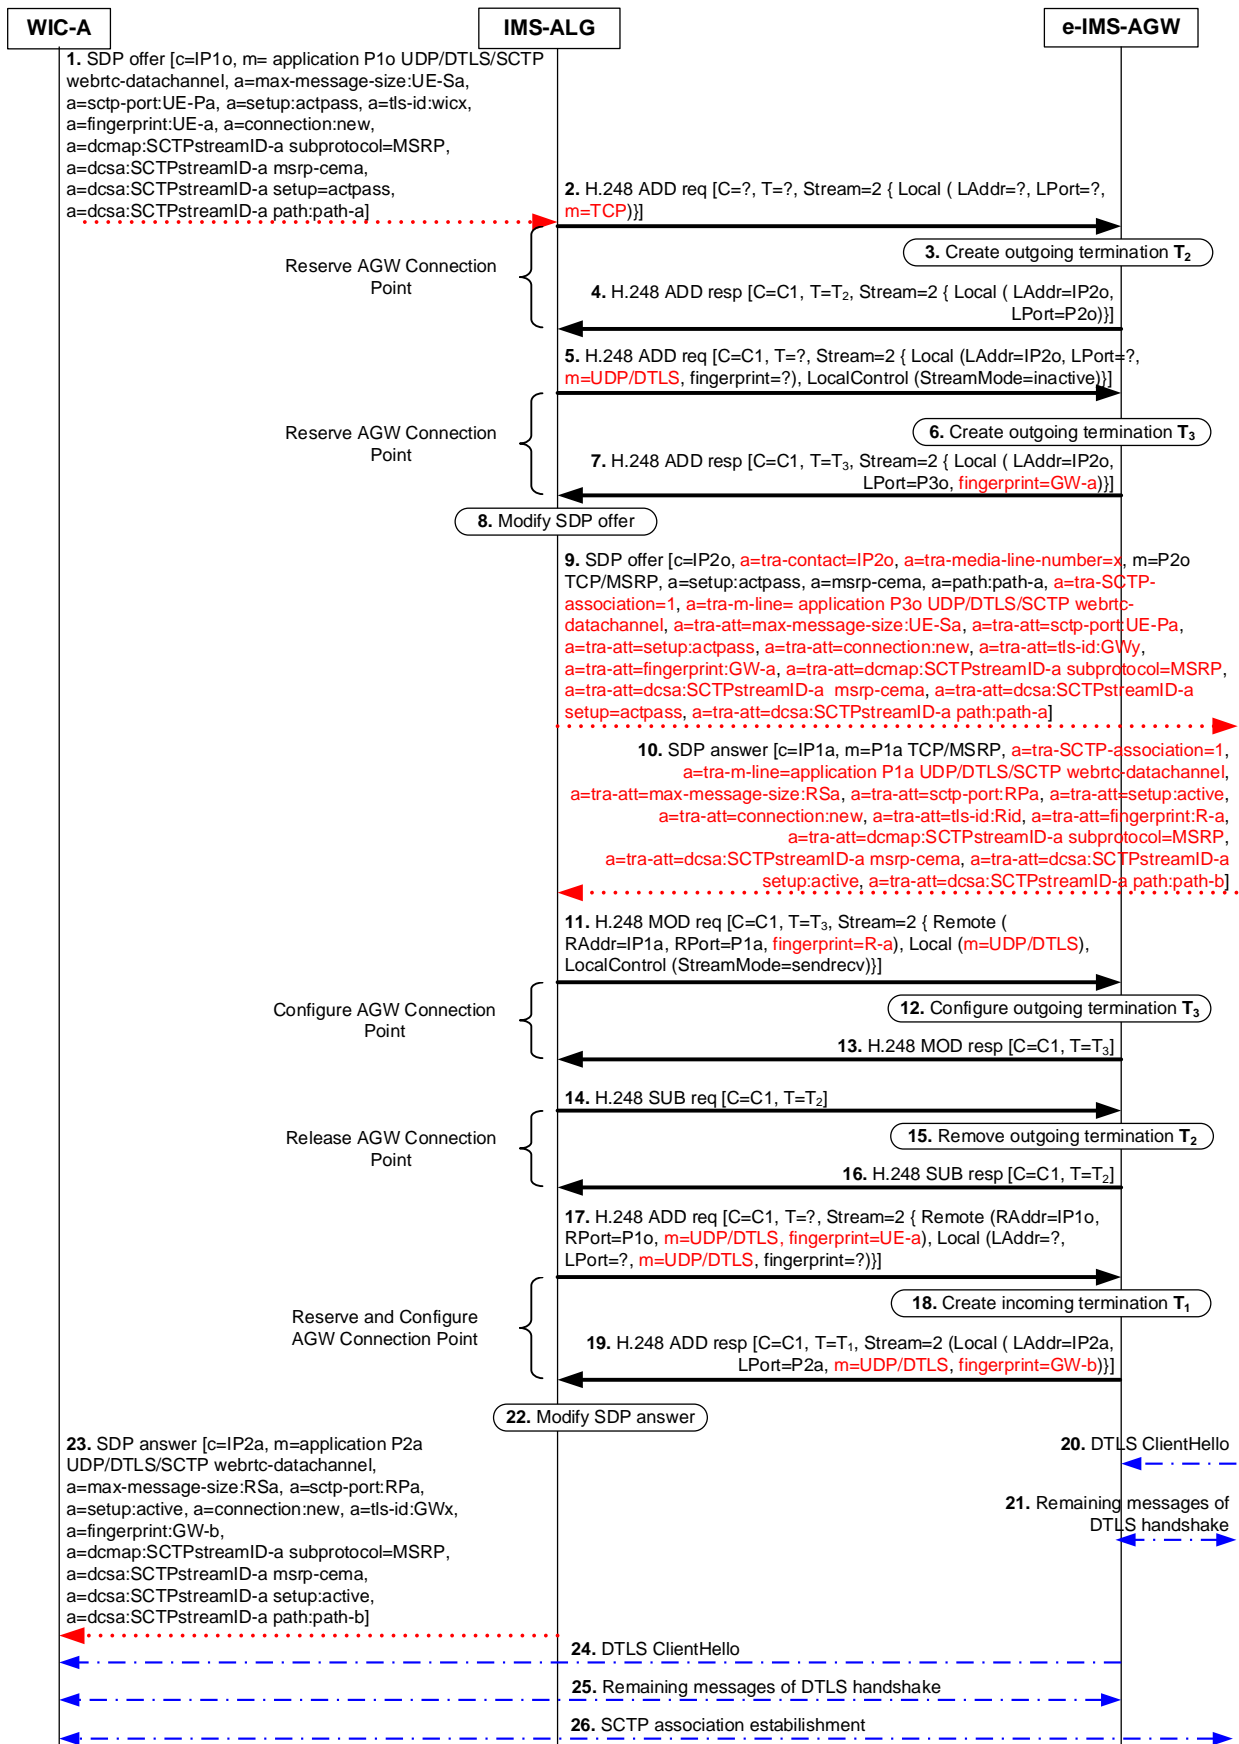 WIC-A
IMS-ALG
e-IMS-AGW
1. SDP offer [c=IP1o, m= application P1o UDP/DTLS/SCTP
webrtc-datachannel, a=max-message-size:UE-Sa,
a=sctp-port:UE-Pa, a=setup:actpass, a=tls-id:wicx,
a=fingerprint:UE-a, a=connection:new,
a=dcmap:SCTPstreamID-a subprotocol=MSRP,
a=dcsa:SCTPstreamID-a msrp-cema,
a=dcsa:SCTPstreamID-a setup=actpass,
a=dcsa:SCTPstreamID-a path:path-a]
2. H.248 ADD req [C=?, T=?, Stream=2 { Local ( LAddr=?, LPort=?,
m=TCP)}]
Reserve AGW Connection
Point
3. Create outgoing termination T2
4. H.248 ADD resp [C=C1, T=T2, Stream=2 { Local ( LAddr=IP2o,
LPort=P2o)}]
5. H.248 ADD req [C=C1, T=?, Stream=2 { Local (LAddr=IP2o, LPort=?,
m=UDP/DTLS, fingerprint=?), LocalControl (StreamMode=inactive)}]
Reserve AGW Connection
Point
6. Create outgoing termination T3
7. H.248 ADD resp [C=C1, T=T3, Stream=2 { Local ( LAddr=IP2o,
LPort=P3o, fingerprint=GW-a)}]
8. Modify SDP offer
9. SDP offer [c=IP2o, a=tra-contact=IP2o, a=tra-media-line-number=x, m=P2o
TCP/MSRP, a=setup:actpass, a=msrp-cema, a=path:path-a, a=tra-SCTP-
association=1, a=tra-m-line= application P3o UDP/DTLS/SCTP webrtc-
datachannel, a=tra-att=max-message-size:UE-Sa, a=tra-att=sctp-port:UE-Pa,
a=tra-att=setup:actpass, a=tra-att=connection:new, a=tra-att=tls-id:GWy,
a=tra-att=fingerprint:GW-a, a=tra-att=dcmap:SCTPstreamID-a subprotocol=MSRP,
a=tra-att=dcsa:SCTPstreamID-a  msrp-cema, a=tra-att=dcsa:SCTPstreamID-a
setup=actpass, a=tra-att=dcsa:SCTPstreamID-a path:path-a]
10. SDP answer [c=IP1a, m=P1a TCP/MSRP, a=tra-SCTP-association=1,
a=tra-m-line=application P1a UDP/DTLS/SCTP webrtc-datachannel,
a=tra-att=max-message-size:RSa, a=tra-att=sctp-port:RPa, a=tra-att=setup:active,
a=tra-att=connection:new, a=tra-att=tls-id:Rid, a=tra-att=fingerprint:R-a,
a=tra-att=dcmap:SCTPstreamID-a subprotocol=MSRP,
a=tra-att=dcsa:SCTPstreamID-a msrp-cema, a=tra-att=dcsa:SCTPstreamID-a
setup:active, a=tra-att=dcsa:SCTPstreamID-a path:path-b]
11. H.248 MOD req [C=C1, T=T3, Stream=2 { Remote (
RAddr=IP1a, RPort=P1a, fingerprint=R-a), Local (m=UDP/DTLS),
LocalControl (StreamMode=sendrecv)}]
Configure AGW Connection
Point
12. Configure outgoing termination T3
13. H.248 MOD resp [C=C1, T=T3]
14. H.248 SUB req [C=C1, T=T2]
Release AGW Connection
Point
15. Remove outgoing termination T2
16. H.248 SUB resp [C=C1, T=T2]
17. H.248 ADD req [C=C1, T=?, Stream=2 { Remote (RAddr=IP1o,
RPort=P1o, m=UDP/DTLS, fingerprint=UE-a), Local (LAddr=?,
LPort=?, m=UDP/DTLS, fingerprint=?)}]
Reserve and Configure
AGW Connection Point
18. Create incoming termination T1
19. H.248 ADD resp [C=C1, T=T1, Stream=2 (Local ( LAddr=IP2a,
LPort=P2a, m=UDP/DTLS, fingerprint=GW-b)}]
22. Modify SDP answer
23. SDP answer [c=IP2a, m=application P2a
UDP/DTLS/SCTP webrtc-datachannel,
a=max-message-size:RSa, a=sctp-port:RPa,
a=setup:active, a=connection:new, a=tls-id:GWx,
a=fingerprint:GW-b,
a=dcmap:SCTPstreamID-a subprotocol=MSRP,
a=dcsa:SCTPstreamID-a msrp-cema,
a=dcsa:SCTPstreamID-a setup:active,
a=dcsa:SCTPstreamID-a path:path-b]
20. DTLS ClientHello
21. Remaining messages of
DTLS handshake
24. DTLS ClientHello
25. Remaining messages of DTLS handshake
26. SCTP association estabilishment